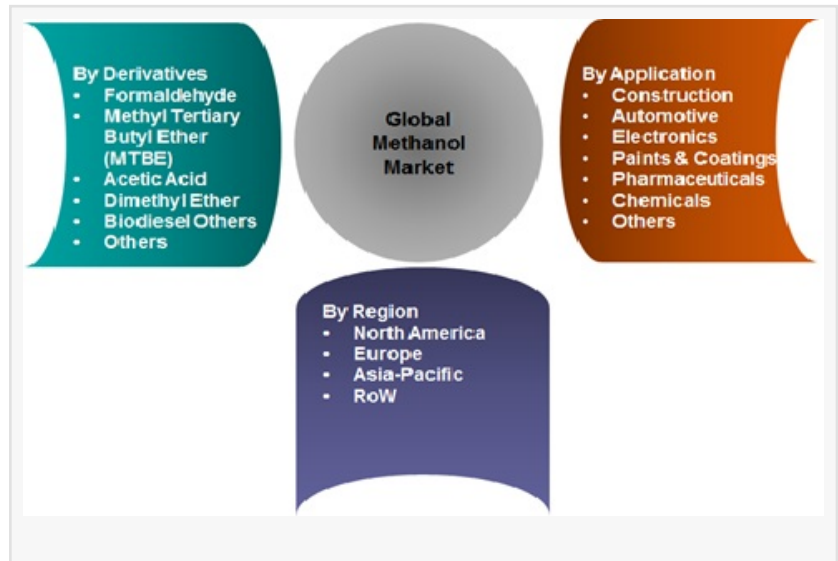 By Derivatives
• Formaldehyde
• Methyl Tertiary
Butyl Ether
(MTBE)
• Acetic Acid
• Dimethyl Ether
• Biodiesel Others
• Others
Global
Methanol
Market
By Application
• Construction
• Automotive
• Electronics
• Paints & Coatings
• Pharmaceuticals
• Chemicals
• Others
By Region
• North America
• Europe
• Asia-Pacific
• RoW